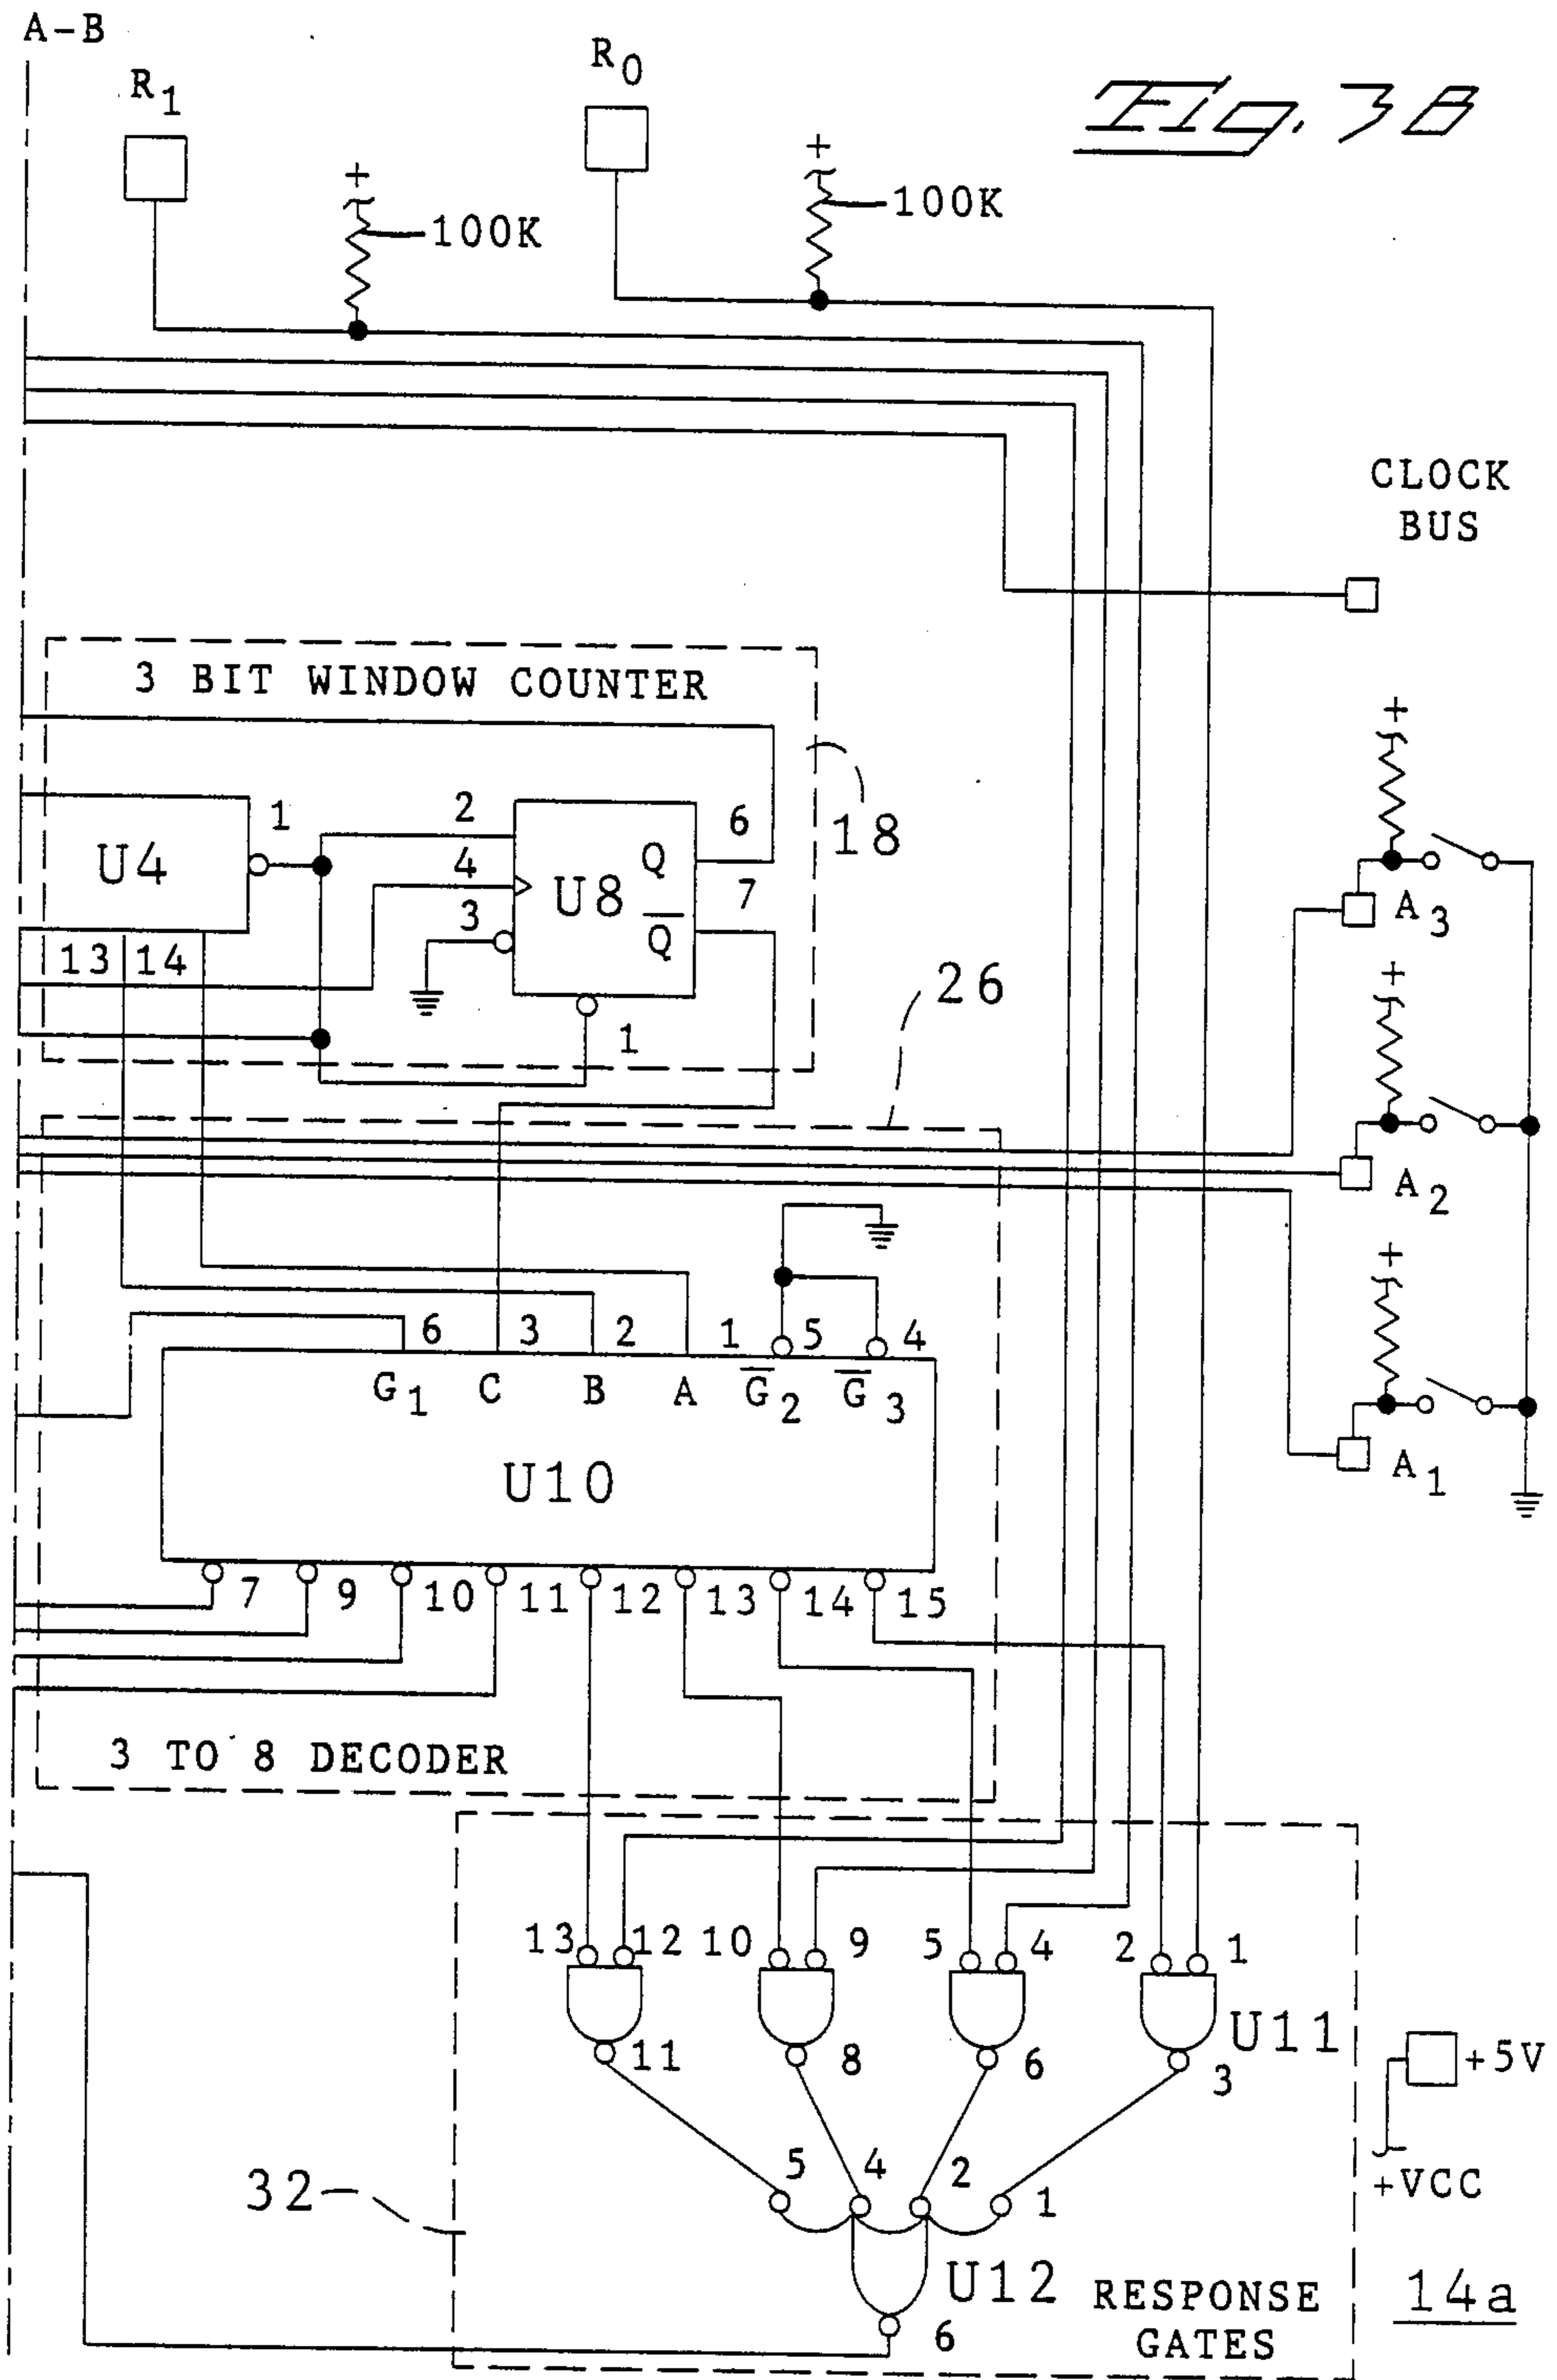 A-B
R1
R0
Fig. 3B
+
100K
+
100K
CLOCK
BUS
3 BIT WINDOW COUNTER
18
U4
1
13
14
2
4
3
U8
Q
Q̅
6
7
1
26
+
A3
+
A2
+
A1
6
3
2
1
5
4
G1
C
B
A
G̅2
G̅3
U10
7
9
10
11
12
13
14
15
3 TO 8 DECODER
13
12
10
9
5
4
2
1
11
8
6
3
U11
+5V
+VCC
5
4
2
1
32
U12
6
RESPONSE
GATES
14a